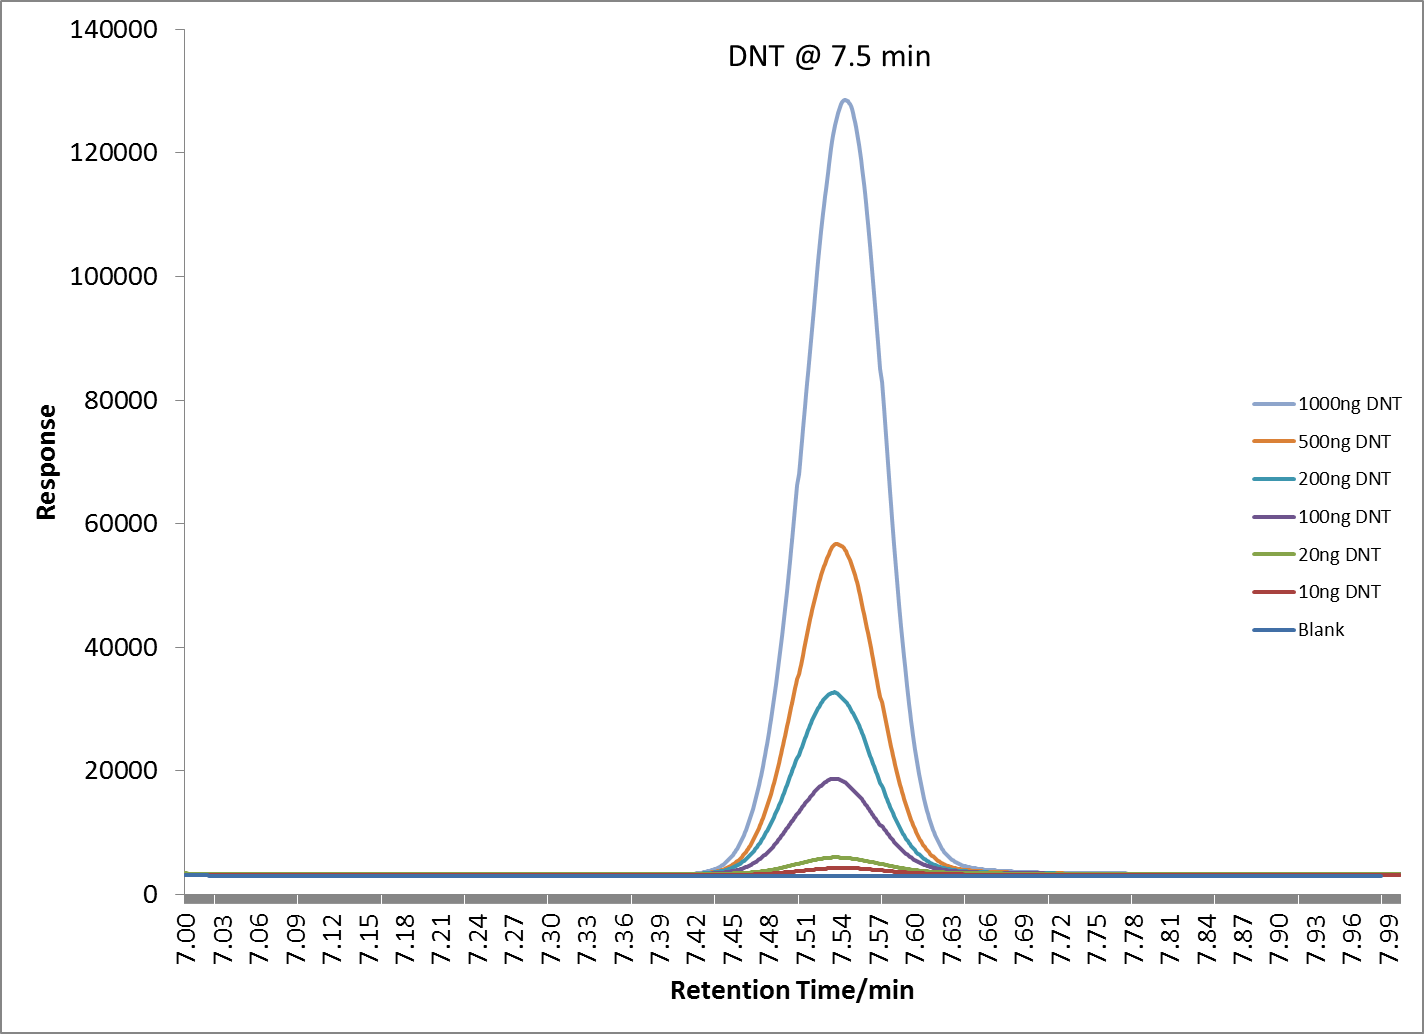 DNT @ 7.5 min
140000
120000
100000
80000
60000
40000
20000
0
Response
7.00 7.03 7.06 7.09 7.12 7.15 7.18 7.21 7.24 7.27 7.30 7.33 7.36 7.39 7.42 7.45 7.48 7.51 7.54 7.57 7.60 7.63 7.66 7.69 7.72 7.75 7.78 7.81 7.84 7.87 7.90 7.93 7.96 7.99
Retention Time/min
1000ng DNT
500ng DNT
200ng DNT
100ng DNT
20ng DNT
10ng DNT
Blank